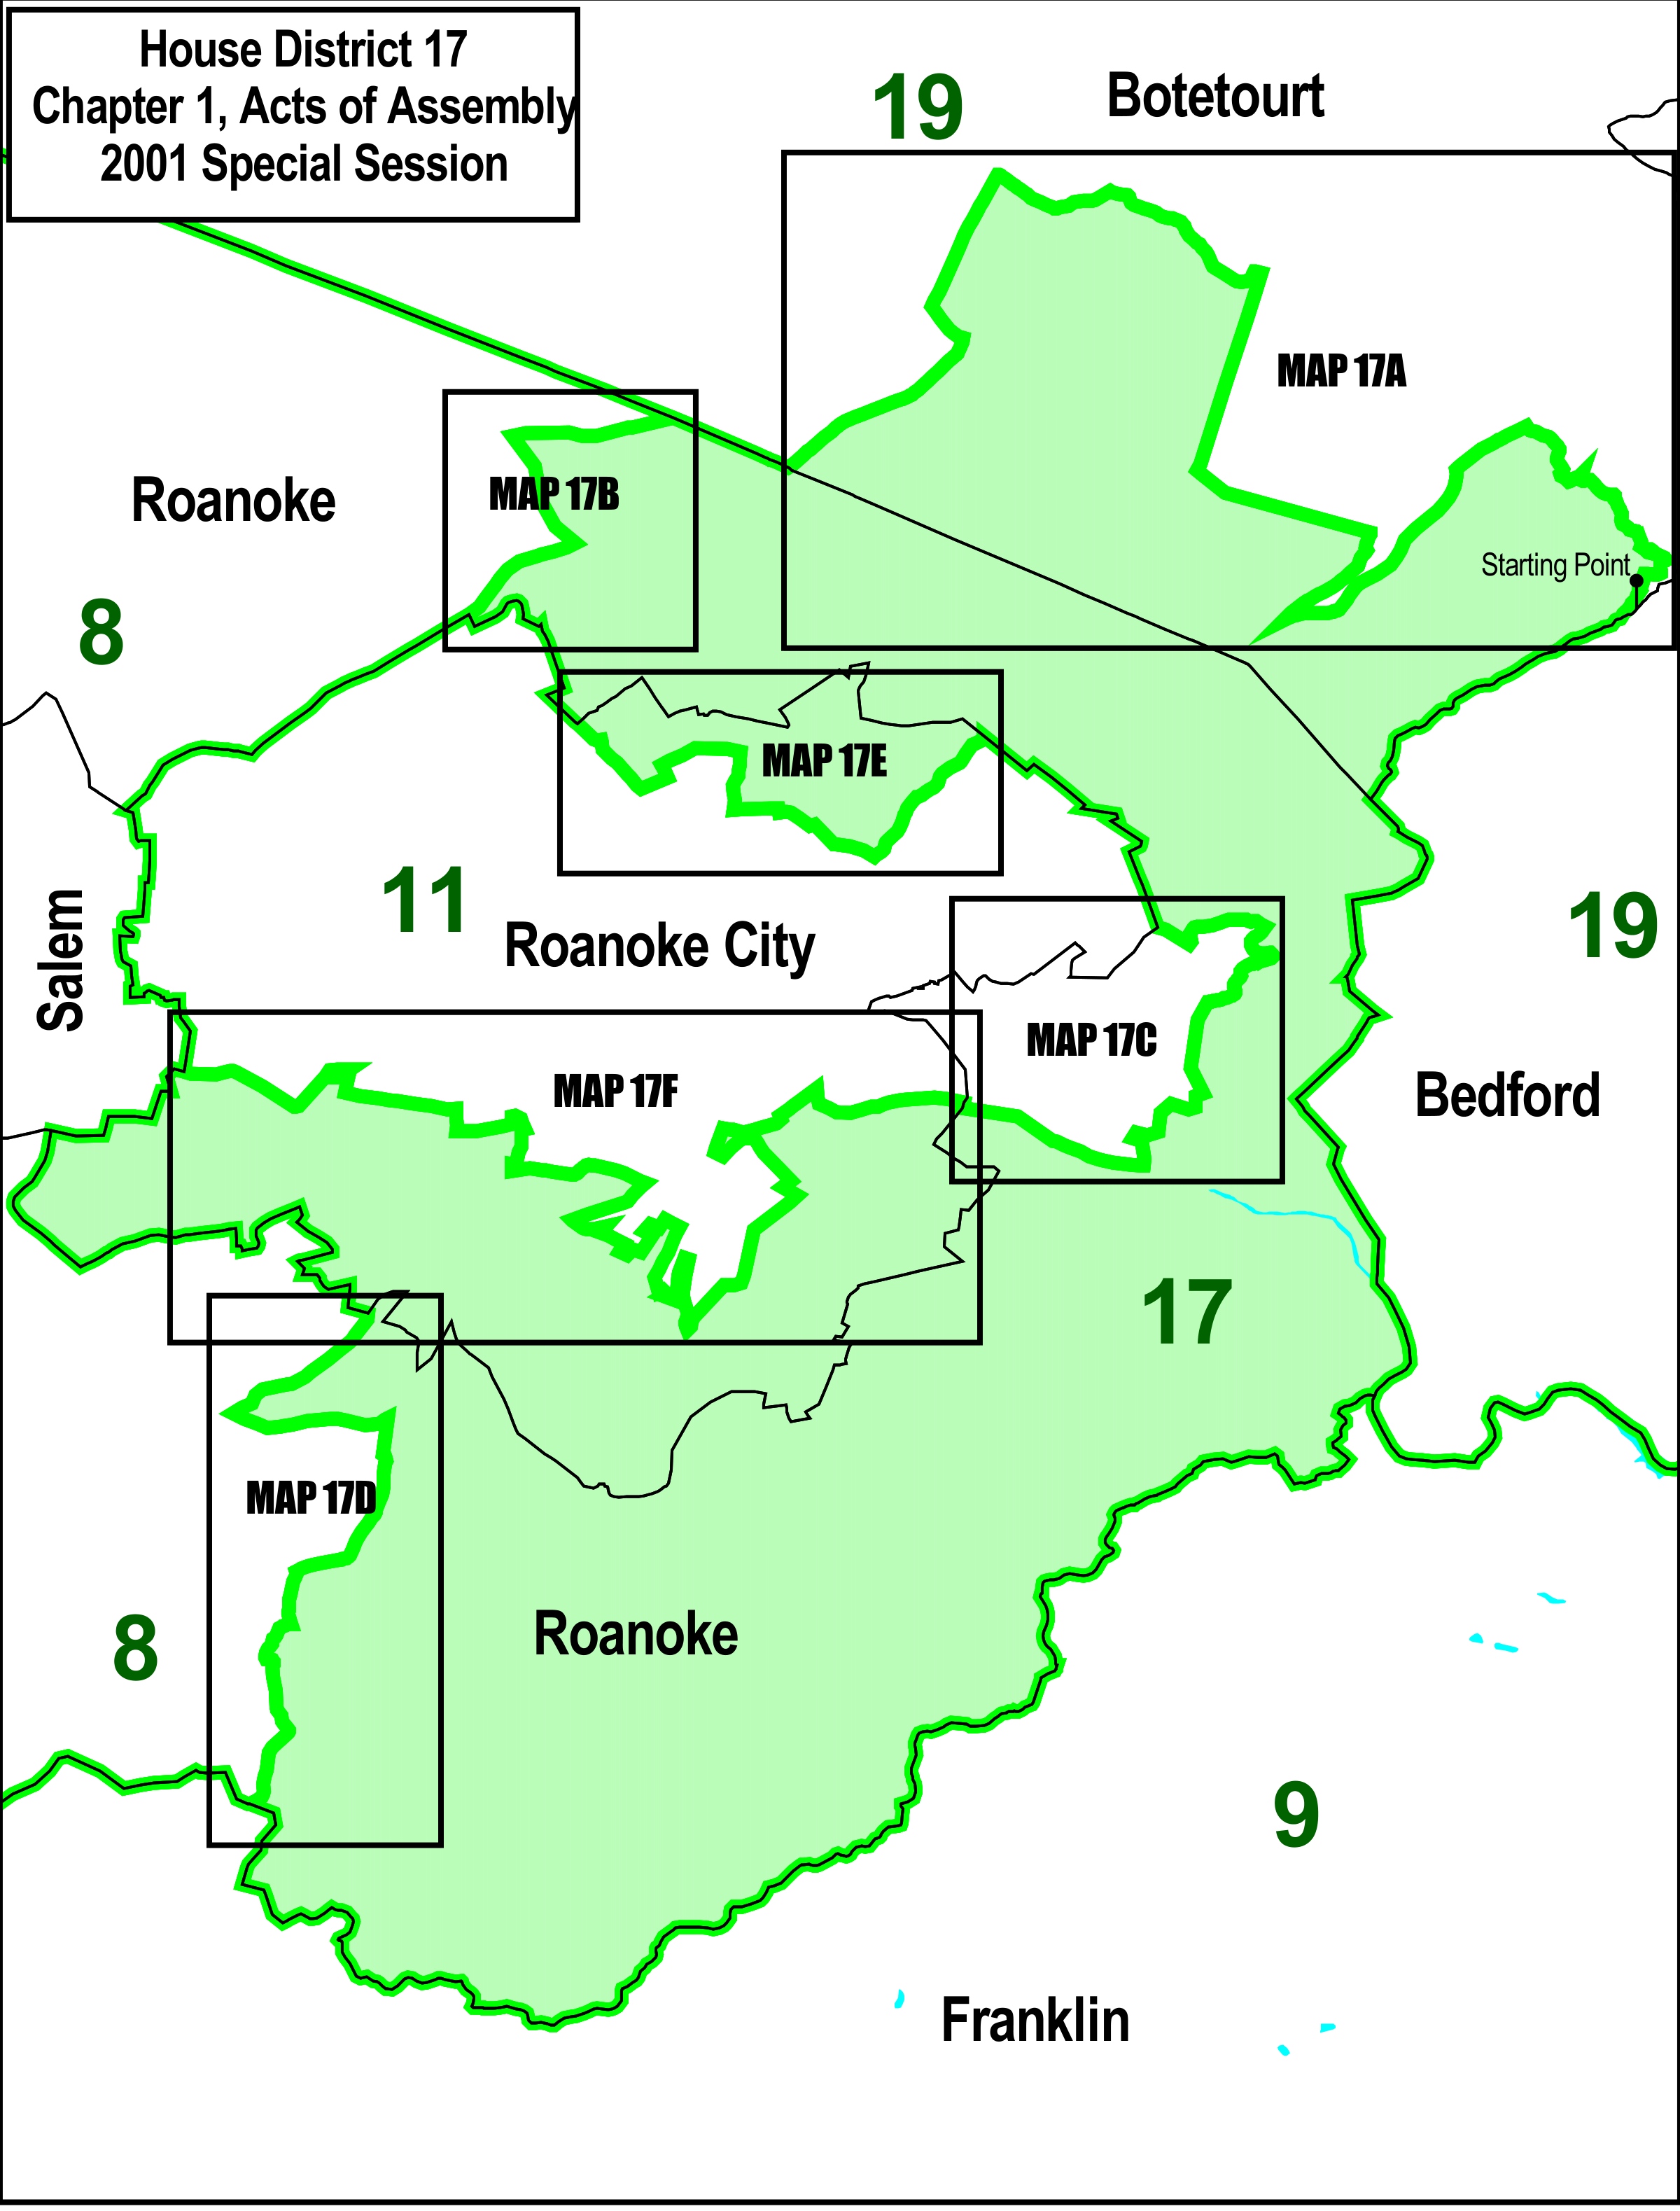 House District 17
Chapter 1, Acts of Assembly
2001 Special Session
19
Botetourt
MAP 17A
Roanoke
MAP 17B
Starting Point
8
MAP 17E
11
Roanoke City
19
Salem
MAP 17C
MAP 17F
Bedford
17
MAP 17D
8
Roanoke
9
Franklin